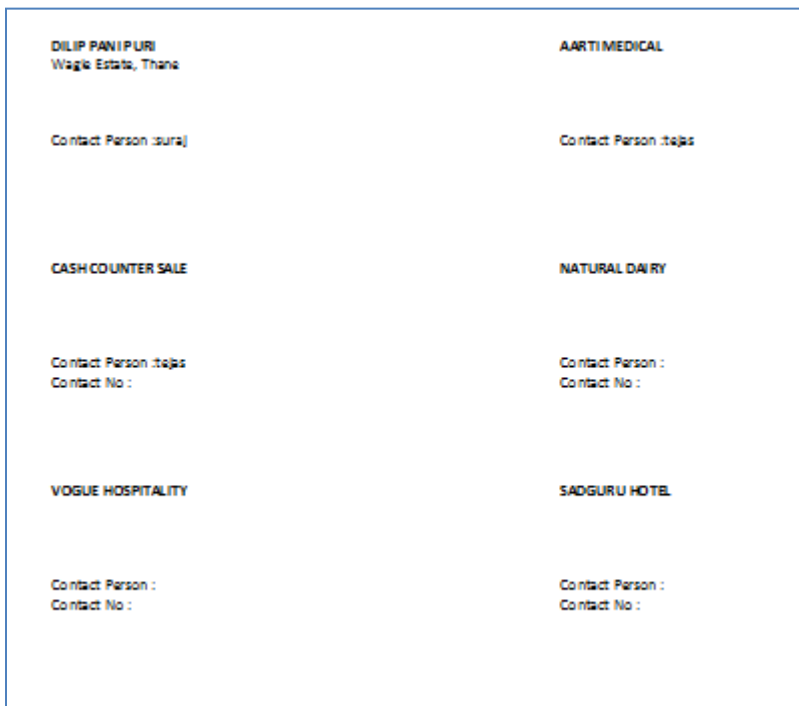 DILIP PANIPURI
Wagle Estate, Thane
Contact Person :suraj
AARTI MEDICAL
Contact Person :tejas
CASH COUNTER SALE
Contact Person :tejas
Contact No :
NATURAL DAIRY
Contact Person :
Contact No :
VOGUE HOSPITALITY
Contact Person :
Contact No :
SADGURU HOTEL
Contact Person :
Contact No :